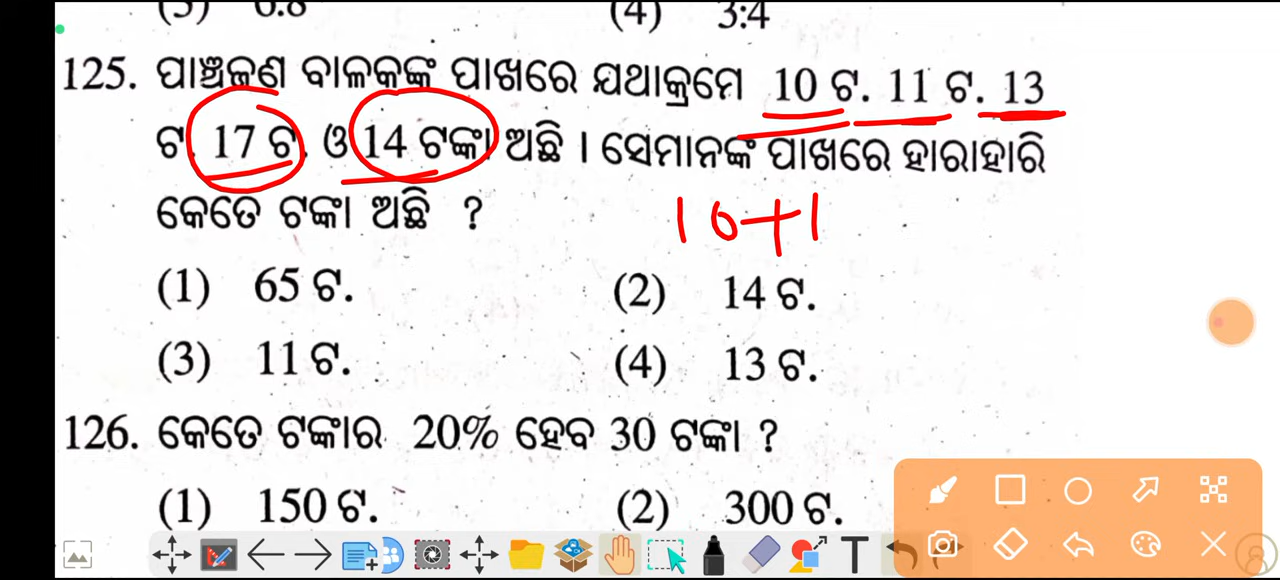 (4) 3:4
125. ପାଞ୍ଚଜଣ ବାଳକଙ୍କ ପାଖରେ ଯଥାକ୍ରମେ 10 ଟ. 11 ଟ. 13
ଟ. 17 ଟ. ଓ 14 ଟଙ୍କା ଅଛି । ସେମାନଙ୍କ ପାଖରେ ହାରାହାରି
କେତେ ଟଙ୍କା ଅଛି ?
10+1
(1) 65 ଟ. (2) 14 ଟ.
(3) 11 ଟ. (4) 13 ଟ.
126. କେତେ ଟଙ୍କାର 20% ହେବ 30 ଟଙ୍କା ?
(1) 150 ଟ. (2) 300 ଟ.
T